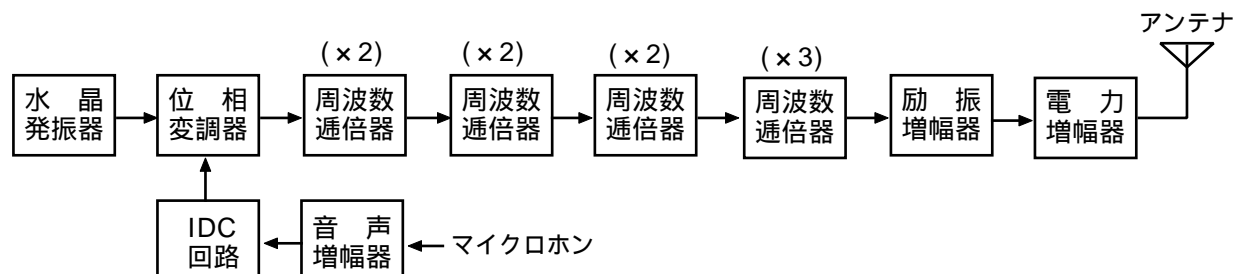 アンテナ
(×2)
(×2)
(×2)
(×3)
水 晶
発振器
位 相
変調器
周波数
逓倍器
周波数
逓倍器
周波数
逓倍器
周波数
逓倍器
励 振
増幅器
電 力
増幅器
IDC
回路
音 声
増幅器
マイクロホン